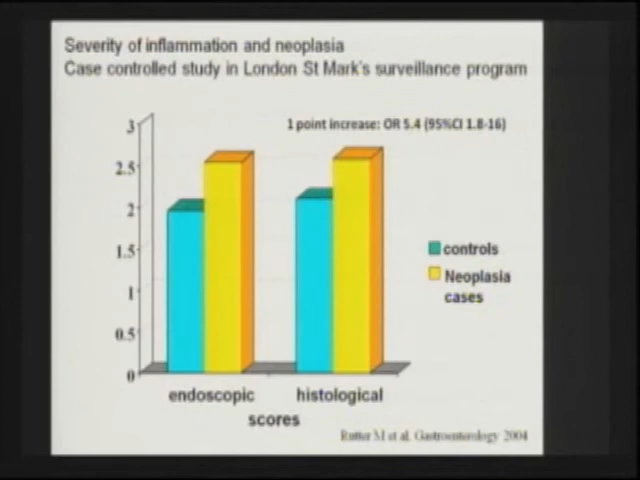 Severity of inflammation and neoplasia
Case controlled study in London St Mark's surveillance program
1 point increase: OR 5.4 (95%CI 1.8-16)
3
2.5
2
1.5
1
0.5
0
controls
Neoplasia
cases
endoscopic
histological
scores
Rutter M et al. Gastroenterology 2004